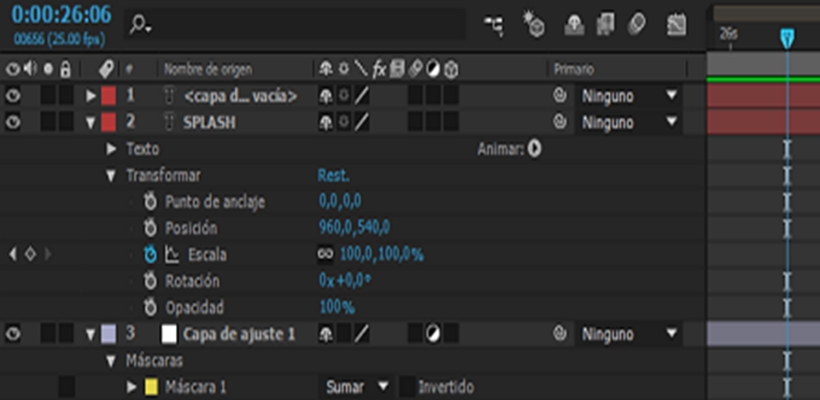 0:00:26:06
00656 (25.00 fps)
26s
# Nombre de origen fx Primario
1 <capa d... vacía> Ninguno
2 SPLASH Ninguno
Texto Animar:
Transformar Rest.
Punto de anclaje 0,0,0,0
Posición 960,0,540,0
Escala 100,0,100,0%
Rotación 0x+0,0°
Opacidad 100%
3 Capa de ajuste 1 Ninguno
Máscaras
Máscara 1 Sumar Invertido